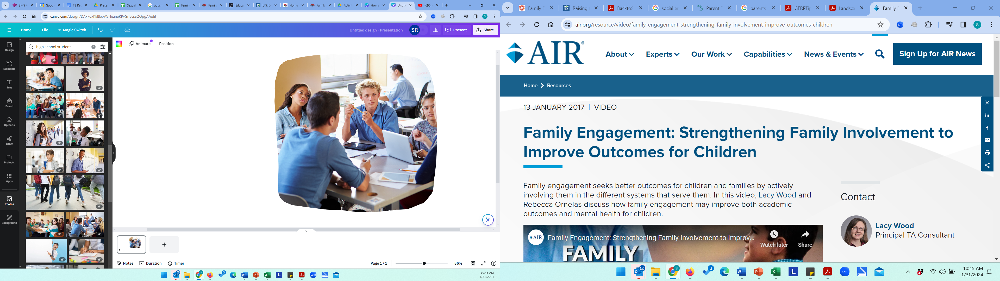 BMS A
Googl
T3 Re
Preser
Sexua
autism
Family
Family
Educa
U.S. D
Home
Family
Activit
Home
Untitl
(696)
canva.com/design/DAF7dxKkBkc/AVHeaneRPvGrfycrZQQpgA/edit
Home
File
Magic Switch
Untitled design - Presentation
SR
Present
Share
high school student
Animate
Position
Design
Elements
Text
Brand
Uploads
Draw
Projects
Apps
Photos
Background
1
Notes
Duration
Timer
Page 1 / 1
86%
10:45 AM
1/31/2024
Family E
Raising
BacktoS
social e
Parent T
parents
GFRPTip
Landsca
Family E
air.org/resource/video/family-engagement-strengthening-family-involvement-improve-outcomes-children
AIR®
About
Experts
Our Work
Capabilities
News & Events
Sign Up for AIR News
Home
Resources
13 JANUARY 2017 | VIDEO
Family Engagement: Strengthening Family Involvement to
Improve Outcomes for Children
Family engagement seeks better outcomes for children and families by actively
involving them in the different systems that serve them. In this video, Lacy Wood and
Rebecca Ornelas discuss how family engagement may improve both academic
outcomes and mental health for children.
Contact
Lacy Wood
Principal TA Consultant
AIR
Family Engagement: Strengthening Family Involvement to Improv...
Watch later
Share
FAMILY
10:45 AM
1/31/2024